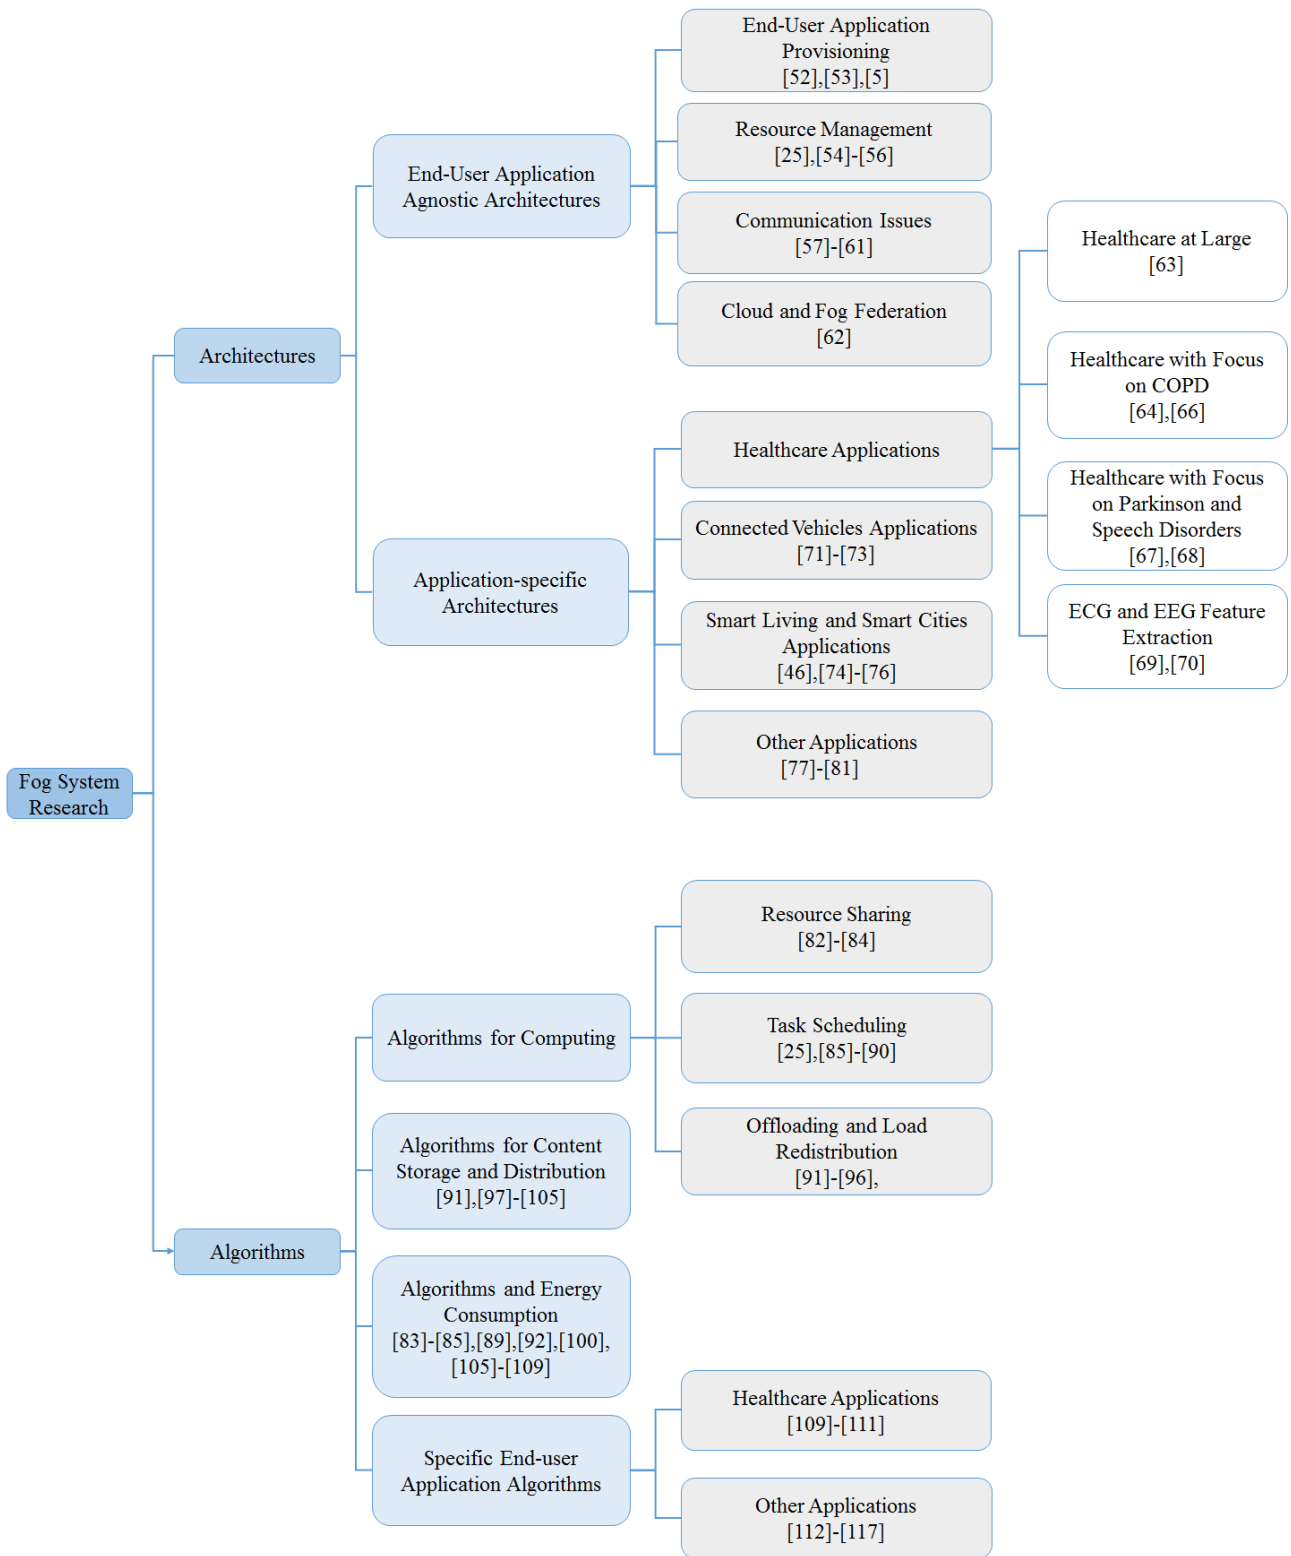 Fog System
Research
Architectures
End-User Application
Agnostic Architectures
End-User Application
Provisioning
[52],[53],[5]
Resource Management
[25],[54]-[56]
Communication Issues
[57]-[61]
Cloud and Fog Federation
[62]
Application-specific
Architectures
Healthcare Applications
Healthcare at Large
[63]
Healthcare with Focus
on COPD
[64],[66]
Healthcare with Focus
on Parkinson and
Speech Disorders
[67],[68]
ECG and EEG Feature
Extraction
[69],[70]
Connected Vehicles Applications
[71]-[73]
Smart Living and Smart Cities
Applications
[46],[74]-[76]
Other Applications
[77]-[81]
Algorithms
Algorithms for Computing
Resource Sharing
[82]-[84]
Task Scheduling
[25],[85]-[90]
Offloading and Load
Redistribution
[91]-[96],
Algorithms for Content
Storage and Distribution
[91],[97]-[105]
Algorithms and Energy
Consumption
[83]-[85],[89],[92],[100],
[105]-[109]
Specific End-user
Application Algorithms
Healthcare Applications
[109]-[111]
Other Applications
[112]-[117]